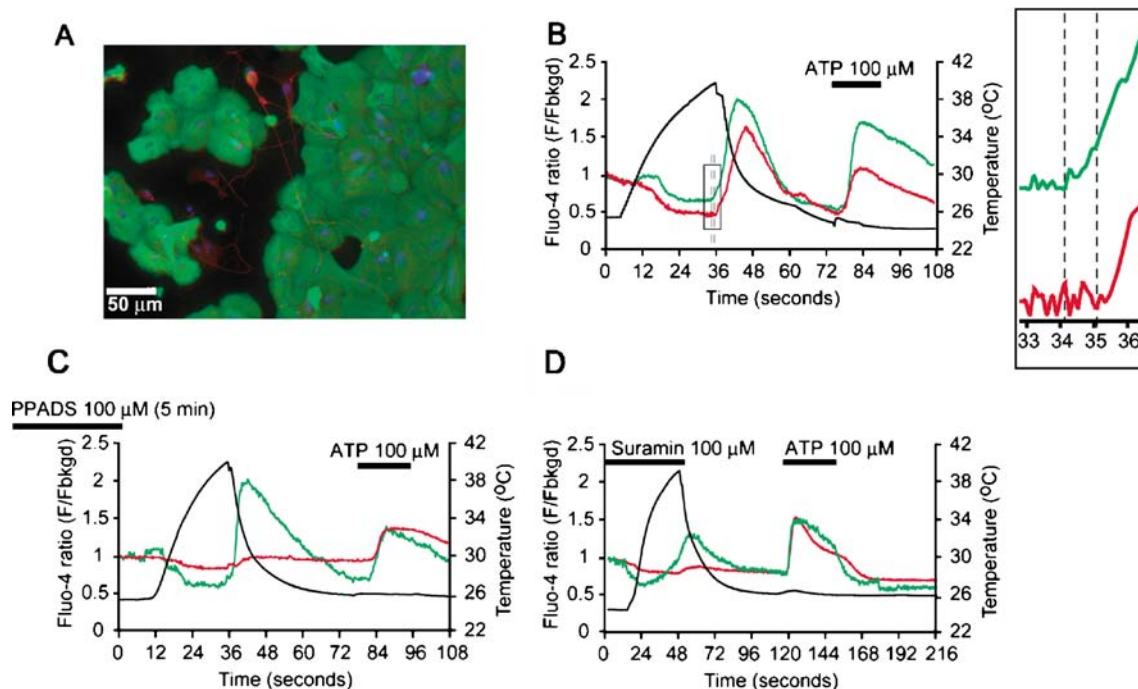 A
50 μm
B
ATP 100 μM
Fluo-4 ratio (F/Fbkgd)
2.5
2
1.5
1
0.5
0
42
38
34
30
26
22
Temperature (°C)
0 12 24 36 48 60 72 84 96 108
Time (seconds)
33 34 35 36
C
PPADS 100 μM (5 min)
ATP 100 μM
Fluo-4 ratio (F/Fbkgd)
2.5
2
1.5
1
0.5
0
42
38
34
30
26
22
Temperature (°C)
0 12 24 36 48 60 72 84 96 108
Time (seconds)
D
Suramin 100 μM
ATP 100 μM
Fluo-4 ratio (F/Fbkgd)
2.5
2
1.5
1
0.5
0
42
38
34
30
26
22
Temperature (°C)
0 24 48 72 96 120 144 168 192 216
Time (seconds)